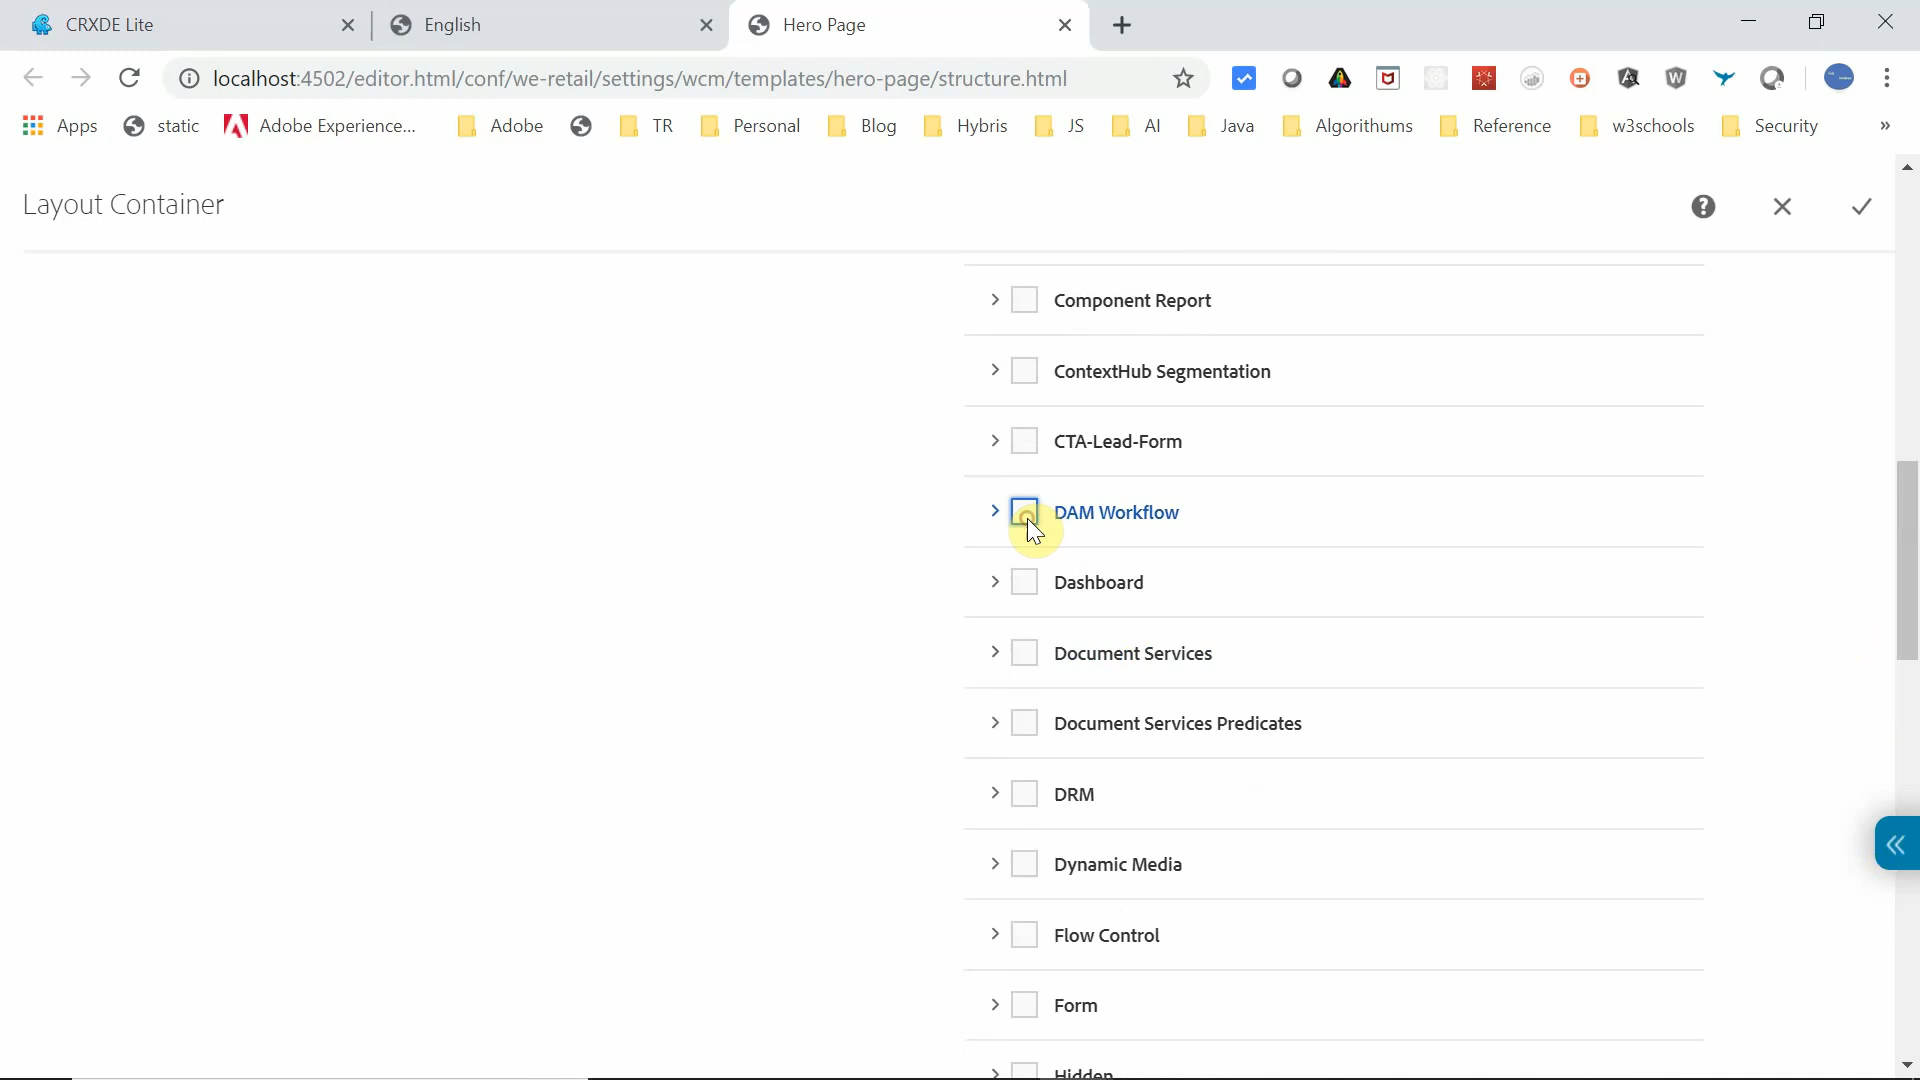 CRXDE Lite
English
Hero Page
localhost:4502/editor.html/conf/we-retail/settings/wcm/templates/hero-page/structure.html
Apps
static
Adobe Experience...
Adobe
TR
Personal
Blog
Hybris
JS
AI
Java
Algorithums
Reference
w3schools
Security
»
Layout Container
Component Report
ContextHub Segmentation
CTA-Lead-Form
DAM Workflow
Dashboard
Document Services
Document Services Predicates
DRM
Dynamic Media
Flow Control
Form
Hidden